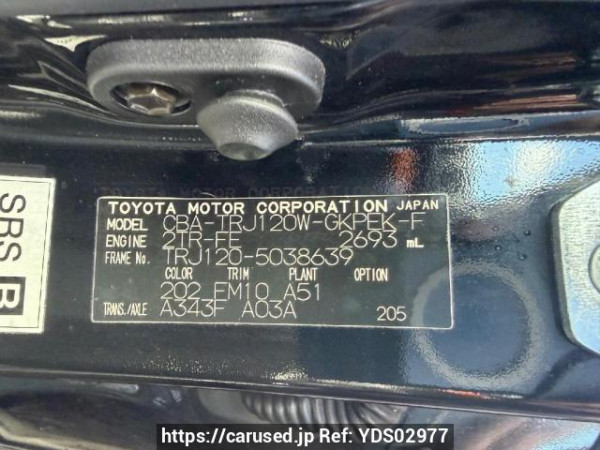 TOYOTA MOTOR CORPORATION JAPAN
MODEL CBA-TRJ120W-GKPEK-F
ENGINE 2TR-FE 2693 mL
FRAME No. TRJ120-5038639
COLOR TRIM PLANT OPTION
202 FM10 A51
TRANS./AXLE A343F A03A 205
SRS B
https://carused.jp Ref: YDS02977